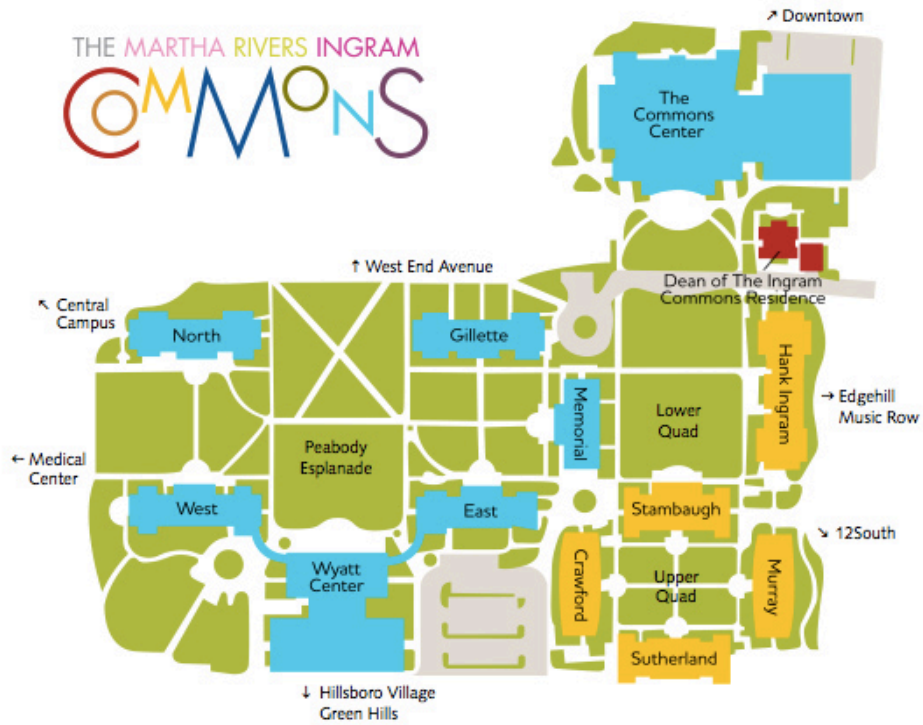 ↗ Downtown
THE MARTHA RIVERS INGRAM
COMMONS
The
Commons
Center
↑ West End Avenue
Dean of The Ingram
Commons Residence
↖ Central
Campus
North
Gillette
Hank Ingram
Memorial
Lower
Quad
→ Edgehill
Music Row
Peabody
Esplanade
← Medical
Center
West
East
Stambaugh
↘ 12South
Wyatt
Center
Crawford
Upper
Quad
Murray
Sutherland
↓ Hillsboro Village
Green Hills